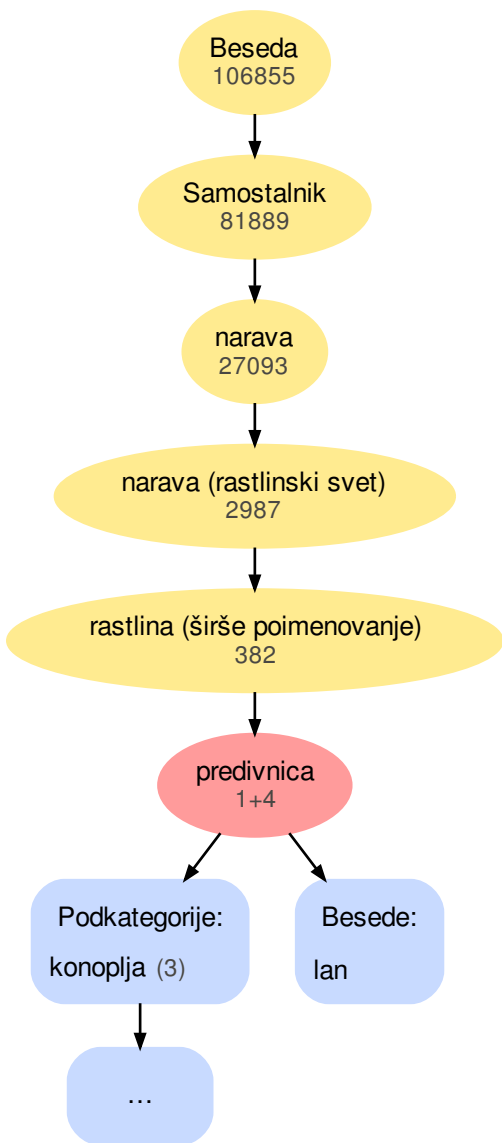 Beseda
106855
Samostalnik
81889
narava
27093
narava (rastlinski svet)
2987
rastlina (širše poimenovanje)
382
predivnica
1+4
Podkategorije:
konoplja (3)
Besede:
lan
…